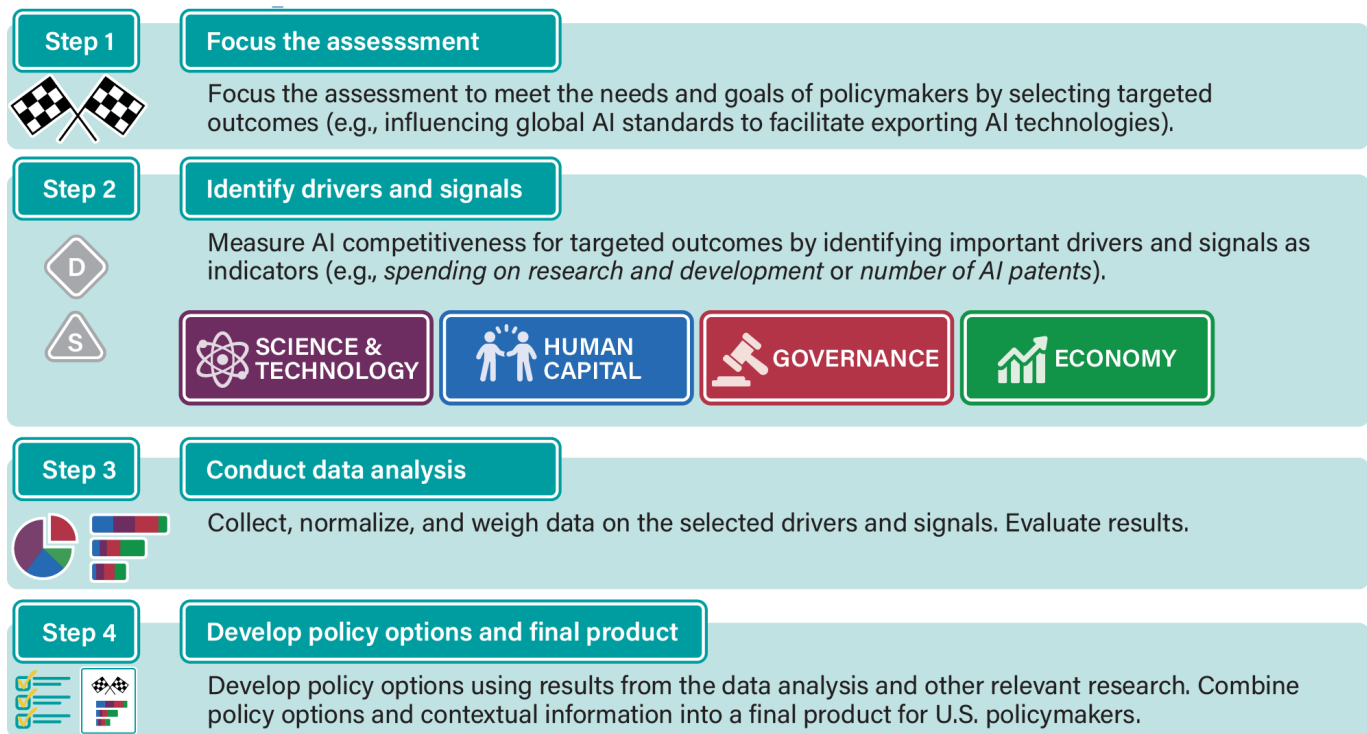 Step 1
Focus the assesssment
Focus the assessment to meet the needs and goals of policymakers by selecting targeted
outcomes (e.g., influencing global AI standards to facilitate exporting AI technologies).
Step 2
Identify drivers and signals
D
S
Measure AI competitiveness for targeted outcomes by identifying important drivers and signals as
indicators (e.g., spending on research and development or number of AI patents).
SCIENCE &
TECHNOLOGY
HUMAN
CAPITAL
GOVERNANCE
ECONOMY
Step 3
Conduct data analysis
Collect, normalize, and weigh data on the selected drivers and signals. Evaluate results.
Step 4
Develop policy options and final product
Develop policy options using results from the data analysis and other relevant research. Combine
policy options and contextual information into a final product for U.S. policymakers.